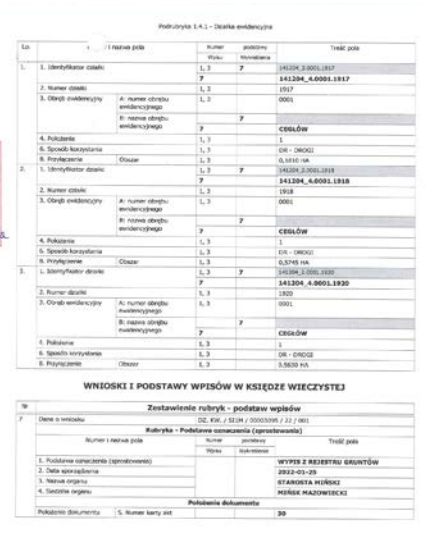 Podrubryka 1.4.1 - Działka ewidencyjna
Lp. I nazwa pola Numer podstawy Treść pola
Wpisu Wykreślenia
1. 1. Identyfikator działki 1, 3 7 141204_2.0001.1917
7 141204_4.0001.1917
2. Numer działki 1, 3 1917
3. Obręb ewidencyjny A: numer obrębu ewidencyjnego 1, 3 0001
B: nazwa obrębu ewidencyjnego 7
7 CEGŁÓW
4. Położenie 1, 3 1
6. Sposób korzystania 1, 3 DR - DROGI
8. Przyłączenie Obszar 1, 3 HA
2. 1. Identyfikator działki 1, 3 7 141204_2.0001.1918
7 141204_4.0001.1918
2. Numer działki 1, 3 1918
3. Obręb ewidencyjny A: numer obrębu ewidencyjnego 1, 3 0001
B: nazwa obrębu ewidencyjnego 7
7 CEGŁÓW
4. Położenie 1, 3 1
6. Sposób korzystania 1, 3 DR - DROGI
8. Przyłączenie Obszar 1, 3 0,5745 HA
3. 1. Identyfikator działki 1, 3 7 141204_2.0001.1920
7 141204_4.0001.1920
2. Numer działki 1, 3 1920
3. Obręb ewidencyjny A: numer obrębu ewidencyjnego 1, 3 0001
B: nazwa obrębu ewidencyjnego 7
7 CEGŁÓW
4. Położenie 1, 3 1
6. Sposób korzystania 1, 3 DR - DROGI
8. Przyłączenie Obszar 1, 3 HA
WNIOSKI I PODSTAWY WPISÓW W KSIĘDZE WIECZYSTEJ
Nr Zestawienie rubryk - podstaw wpisów
7 Dane o wniosku DZ. KW. / SI1M / / 22 / 001
Rubryka - Podstawa oznaczenia (sprostowania)
Numer i nazwa pola Numer podstawy Treść pola
Wpisu Wykreślenia
1. Podstawa oznaczenia (sprostowania) WYPIS Z REJESTRU GRUNTÓW
2. Data sporządzenia 2022-01-25
3. Nazwa organu STAROSTA MIŃSKI
4. Siedziba organu MIŃSK MAZOWIECKI
Położenie dokumentu
Położenie dokumentu 5. Numer karty akt 30